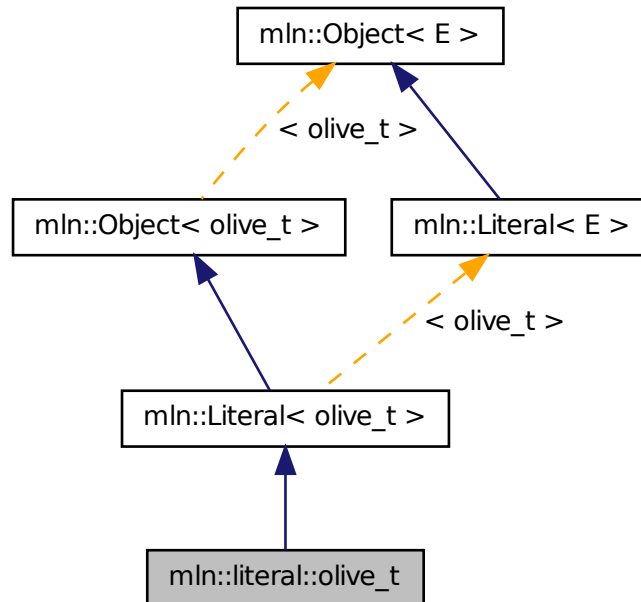 mln::Object< E >
< olive_t >
mln::Object< olive_t >
mln::Literal< E >
< olive_t >
mln::Literal< olive_t >
mln::literal::olive_t